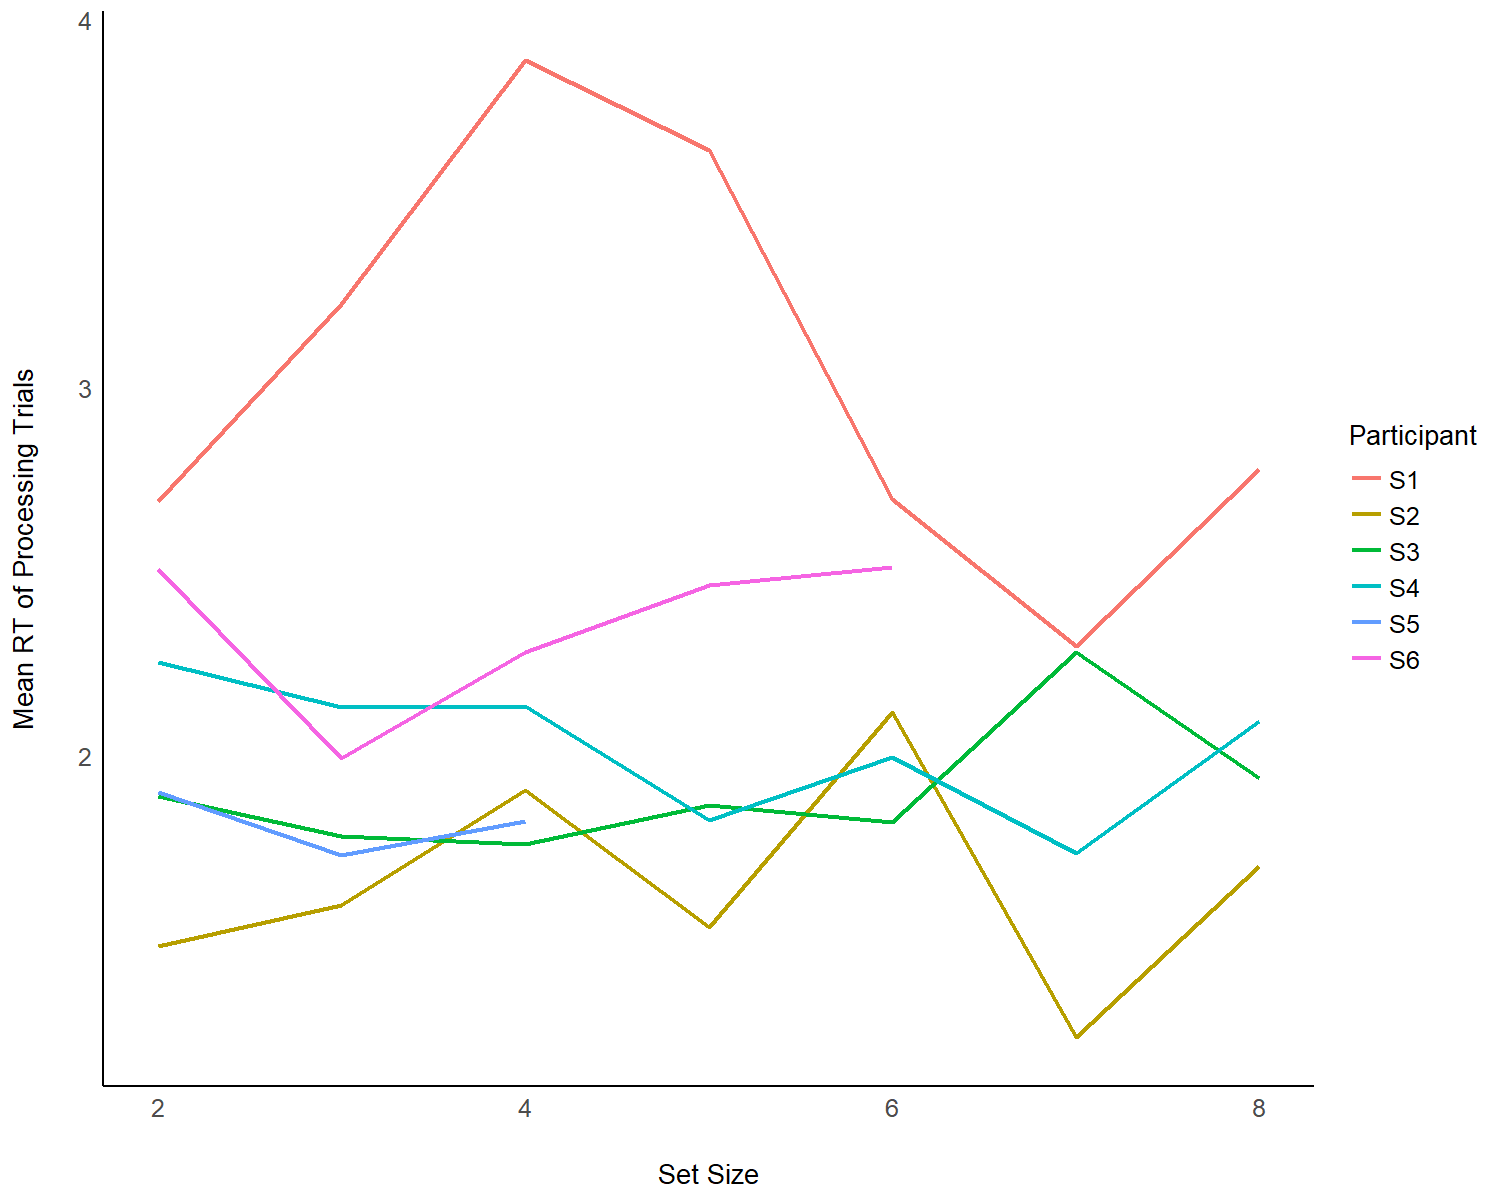 4
3
2
Mean RT of Processing Trials
2 4 6 8
Set Size
Participant
S1
S2
S3
S4
S5
S6